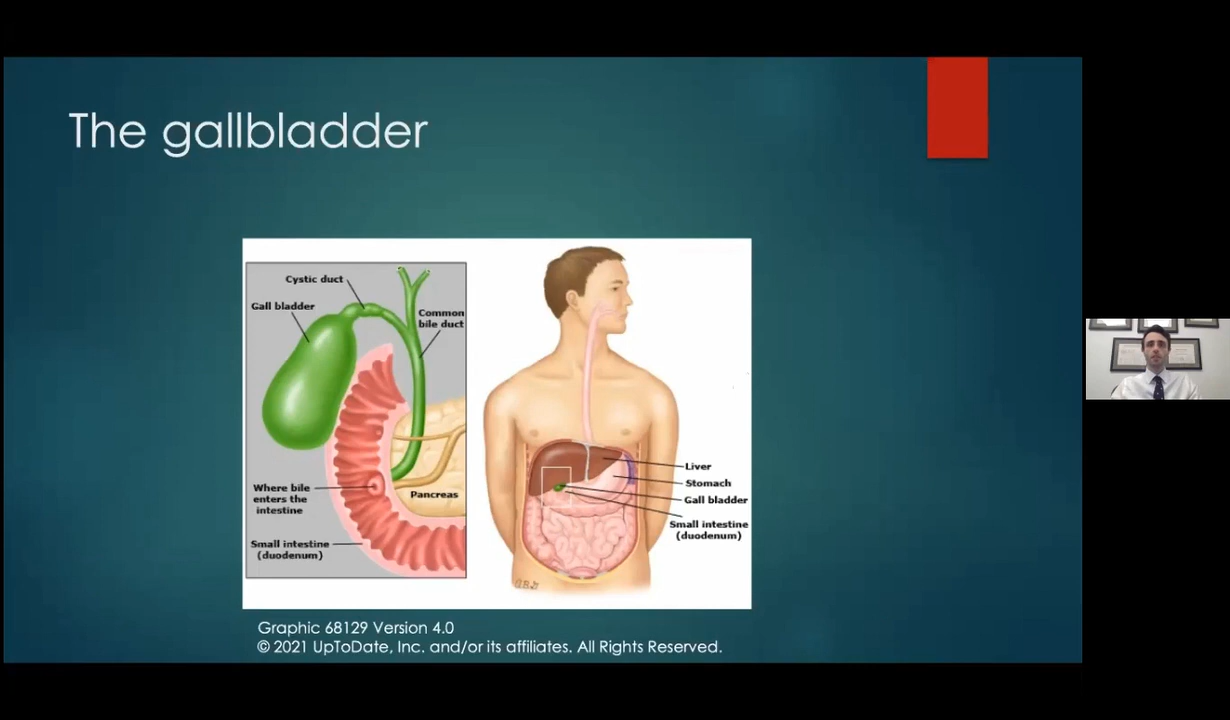 The gallbladder
Cystic duct
Gall bladder
Common
bile duct
Where bile
enters the
intestine
Pancreas
Small intestine
(duodenum)
Liver
Stomach
Gall bladder
Small intestine
(duodenum)
Graphic 68129 Version 4.0
© 2021 UpToDate, Inc. and/or its affiliates. All Rights Reserved.